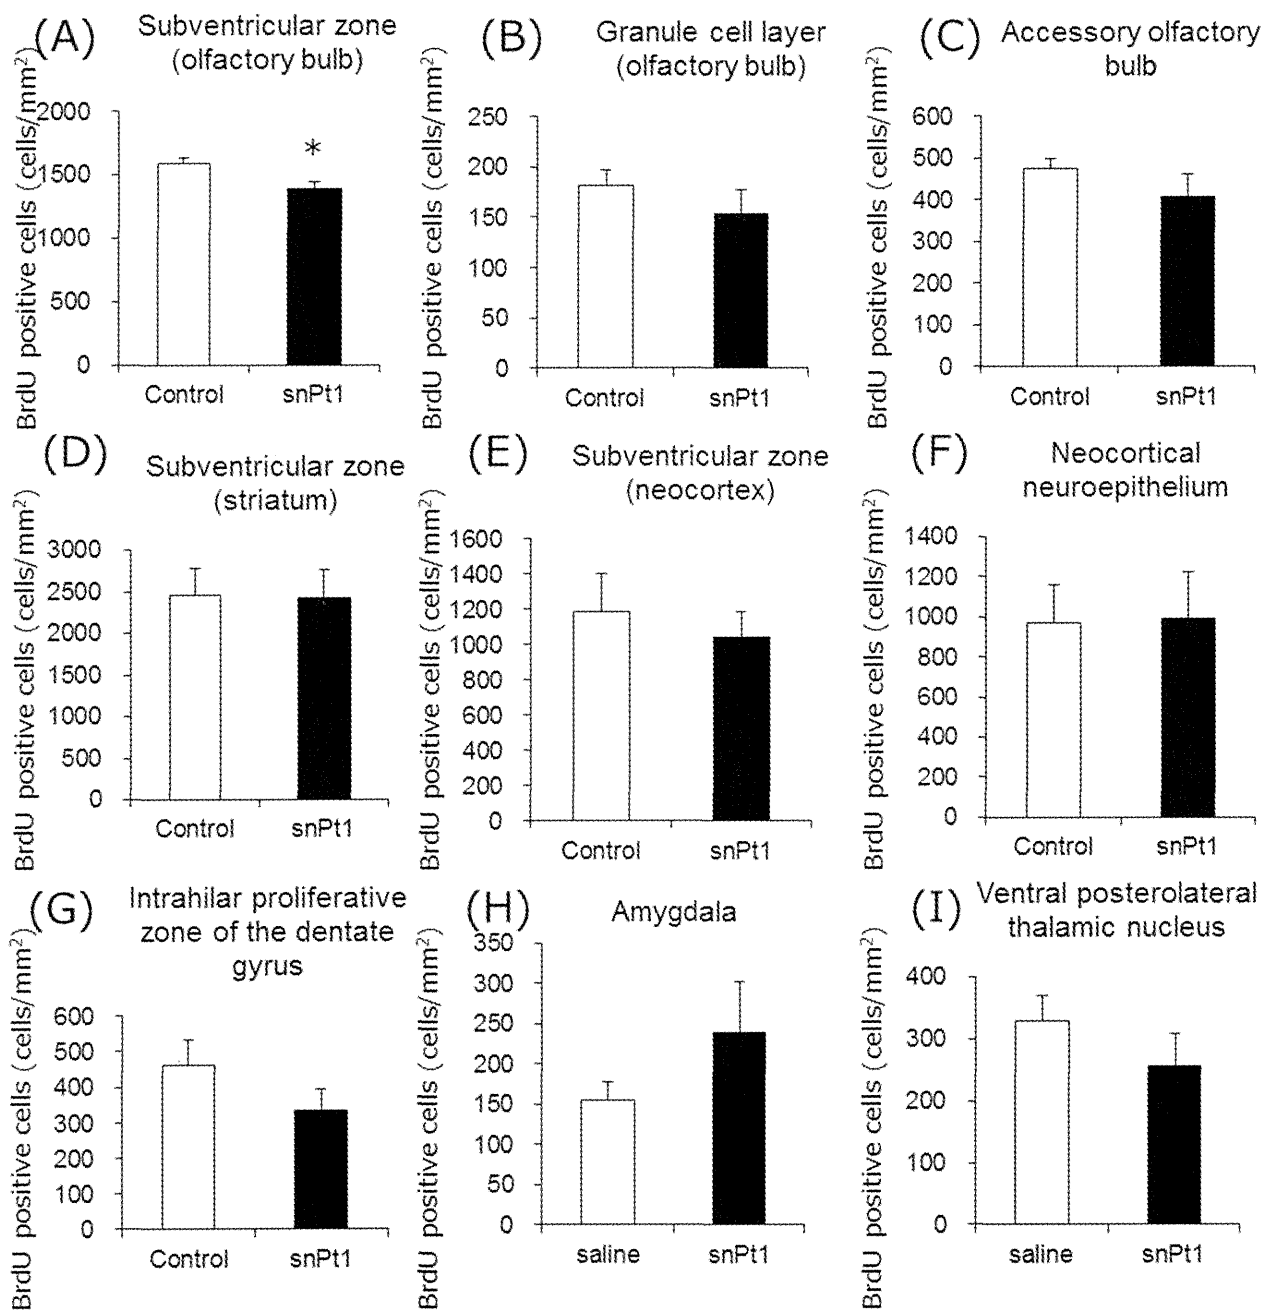 (A)
Subventricular zone
(olfactory bulb)
BrdU positive cells (cells/mm²)
2000
1500
1000
500
0
*
Control
snPt1
(B)
Granule cell layer
(olfactory bulb)
BrdU positive cells (cells/mm²)
250
200
150
100
50
0
Control
snPt1
(C)
Accessory olfactory
bulb
BrdU positive cells (cells/mm²)
600
500
400
300
200
100
0
Control
snPt1
(D)
Subventricular zone
(striatum)
BrdU positive cells (cells/mm²)
3000
2500
2000
1500
1000
500
0
Control
snPt1
(E)
Subventricular zone
(neocortex)
BrdU positive cells (cells/mm²)
1600
1400
1200
1000
800
600
400
200
0
Control
snPt1
(F)
Neocortical
neuroepithelium
BrdU positive cells (cells/mm²)
1400
1200
1000
800
600
400
200
0
Control
snPt1
(G)
Intrahilar proliferative
zone of the dentate
gyrus
BrdU positive cells (cells/mm²)
600
500
400
300
200
100
0
Control
snPt1
(H)
Amygdala
BrdU positive cells (cells/mm²)
350
300
250
200
150
100
50
0
saline
snPt1
(I)
Ventral posterolateral
thalamic nucleus
BrdU positive cells (cells/mm²)
400
300
200
100
0
saline
snPt1